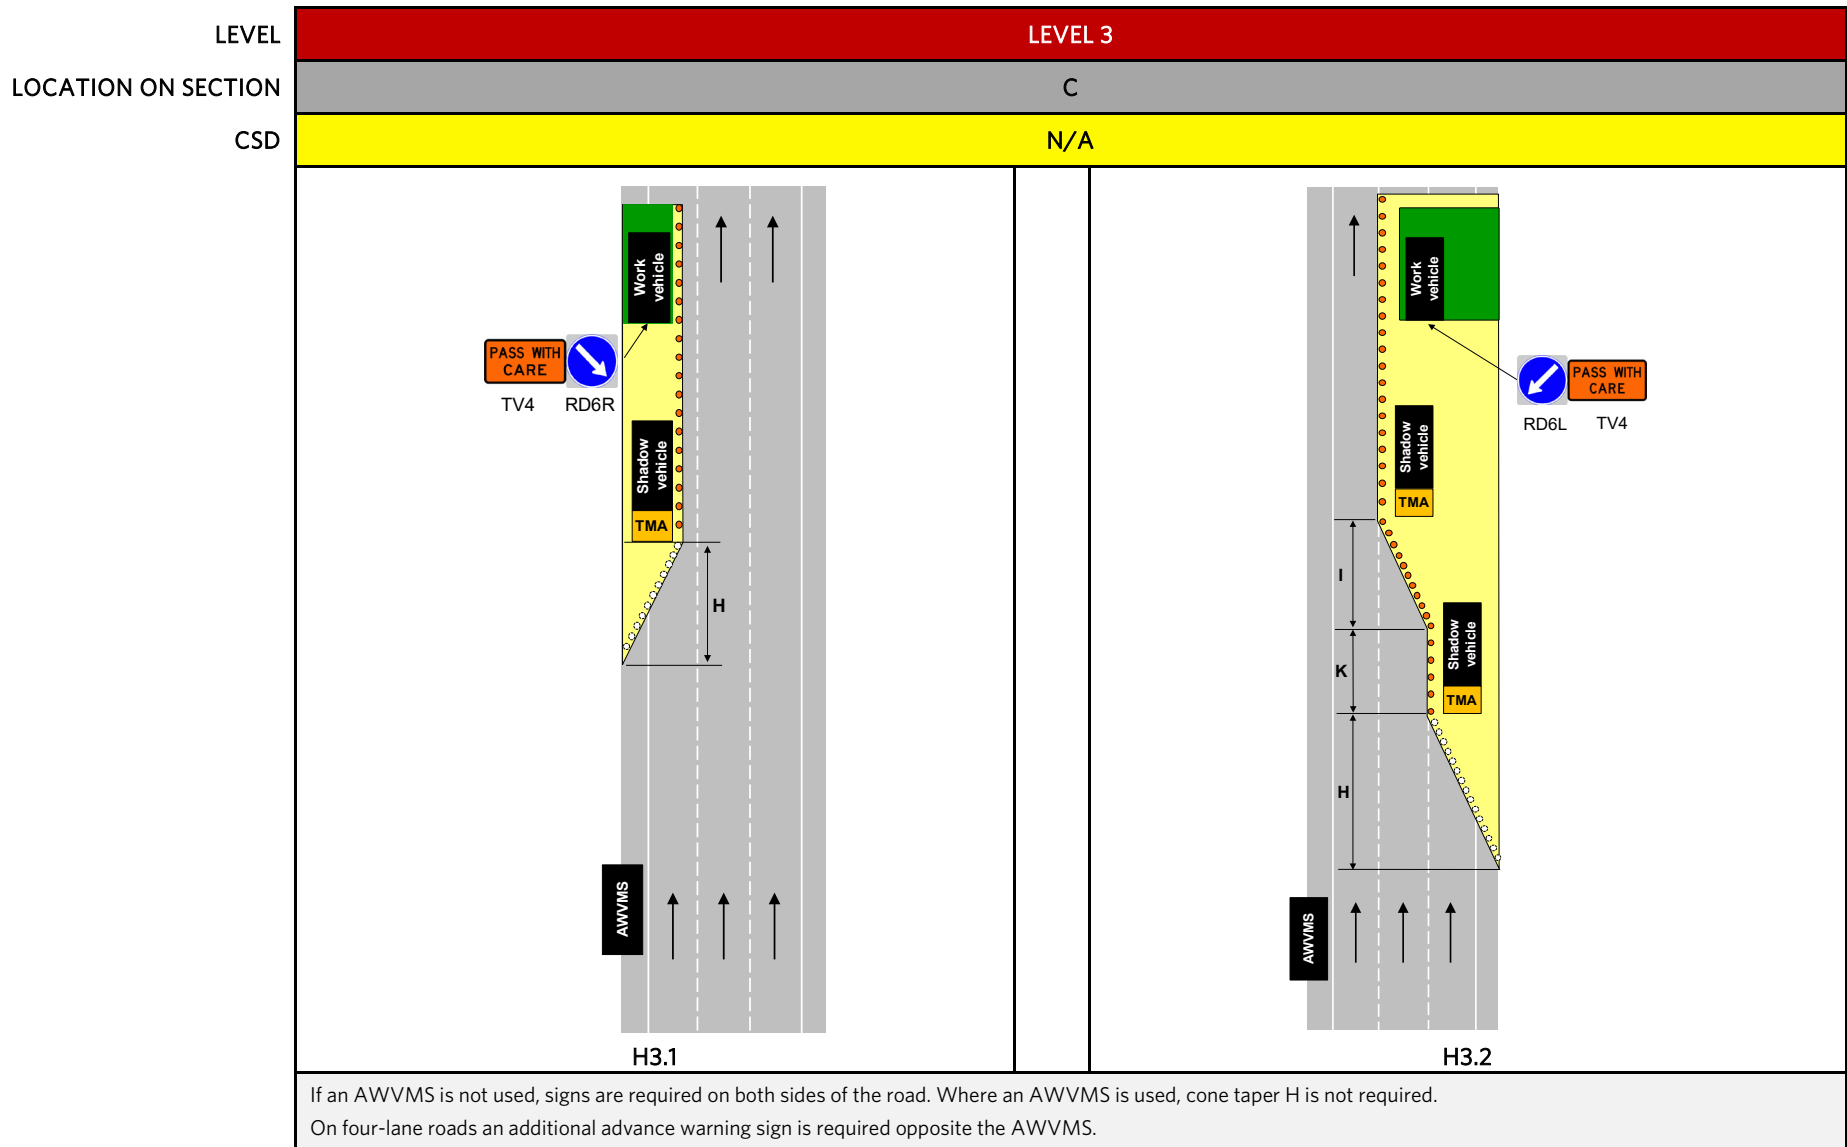 LEVEL
LEVEL 3
LOCATION ON SECTION
C
CSD
N/A
Work
vehicle
PASS WITH
CARE
TV4
RD6R
Shadow
vehicle
TMA
H
AWVMS
H3.1
Work
vehicle
PASS WITH
CARE
RD6L
TV4
Shadow
vehicle
TMA
I
Shadow
vehicle
K
TMA
H
AWVMS
H3.2
If an AWVMS is not used, signs are required on both sides of the road. Where an AWVMS is used, cone taper H is not required.
On four-lane roads an additional advance warning sign is required opposite the AWVMS.